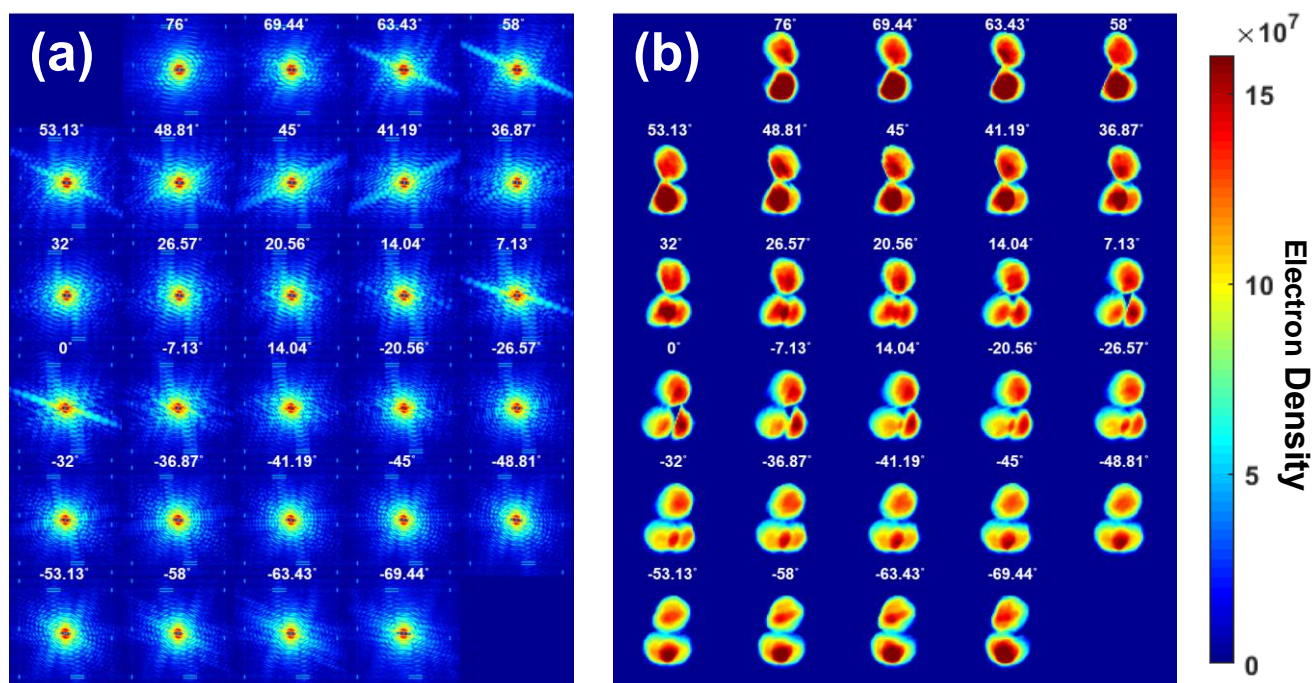 (a)
76° 69.44° 63.43° 58°
53.13° 48.81° 45° 41.19° 36.87°
32° 26.57° 20.56° 14.04° 7.13°
0° -7.13° 14.04° -20.56° -26.57°
-32° -36.87° -41.19° -45° -48.81°
-53.13° -58° -63.43° -69.44°
(b)
76° 69.44° 63.43° 58°
53.13° 48.81° 45° 41.19° 36.87°
32° 26.57° 20.56° 14.04° 7.13°
0° -7.13° 14.04° -20.56° -26.57°
-32° -36.87° -41.19° -45° -48.81°
-53.13° -58° -63.43° -69.44°
×10⁷
15
10
5
0
Electron Density